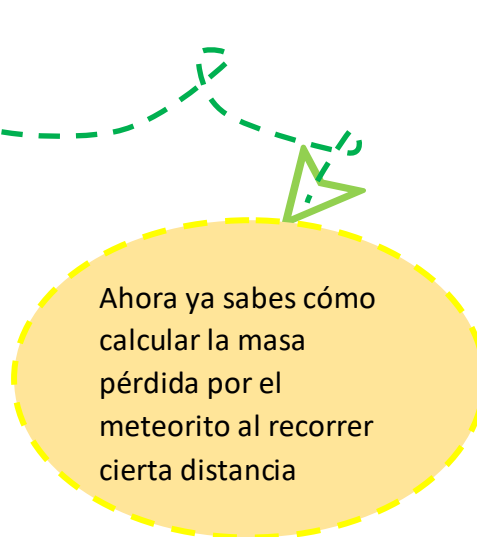 Ahora ya sabes cómo
calcular la masa
pérdida por el
meteorito al recorrer
cierta distancia